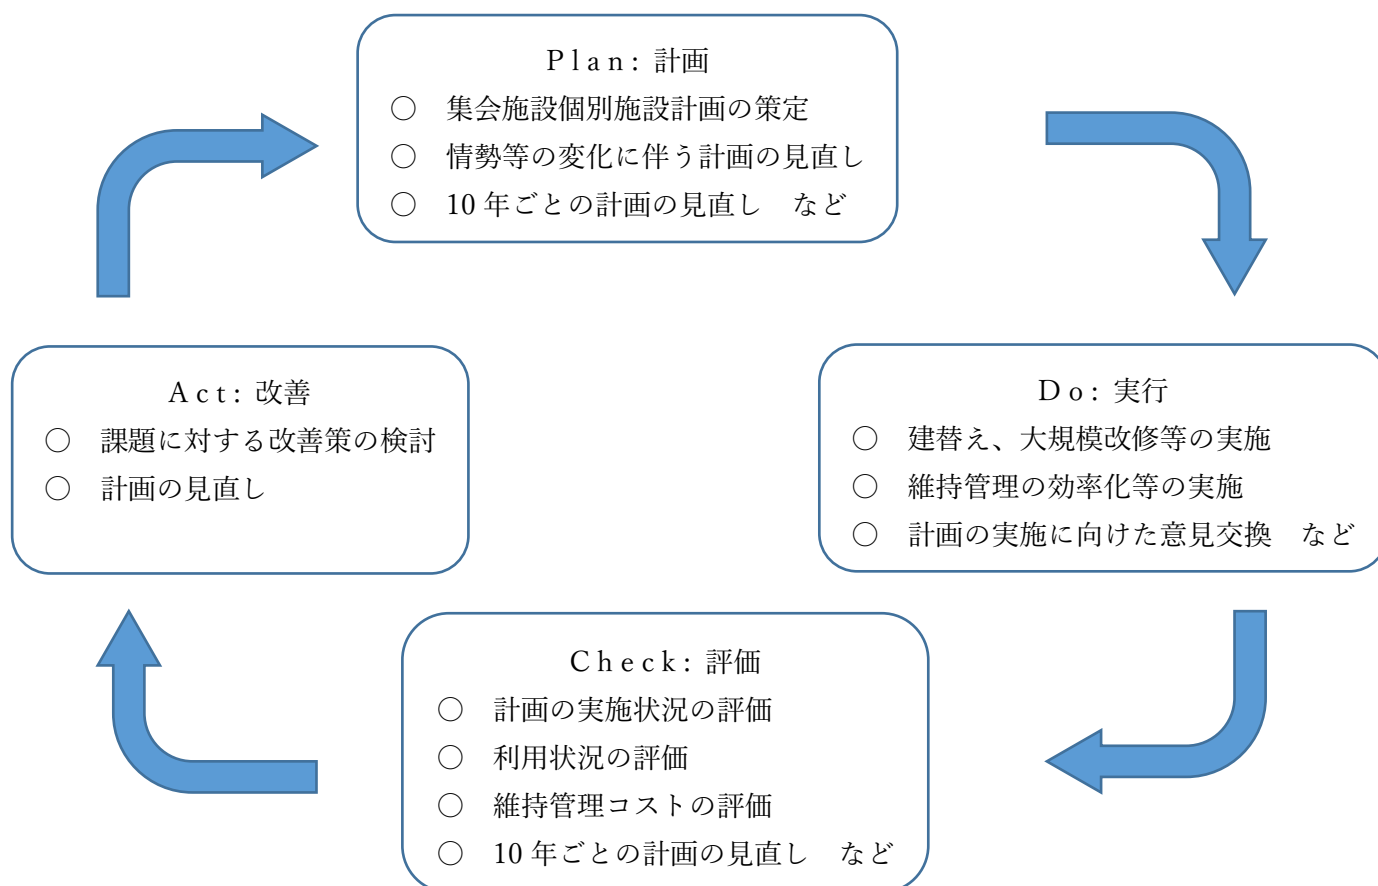 Plan: 計画
○ 集会施設個別施設計画の策定
○ 情勢等の変化に伴う計画の見直し
○ 10 年ごとの計画の見直し　など
Act: 改善
○ 課題に対する改善策の検討
○ 計画の見直し
Do: 実行
○ 建替え、大規模改修等の実施
○ 維持管理の効率化等の実施
○ 計画の実施に向けた意見交換　など
Check: 評価
○ 計画の実施状況の評価
○ 利用状況の評価
○ 維持管理コストの評価
○ 10 年ごとの計画の見直し　など